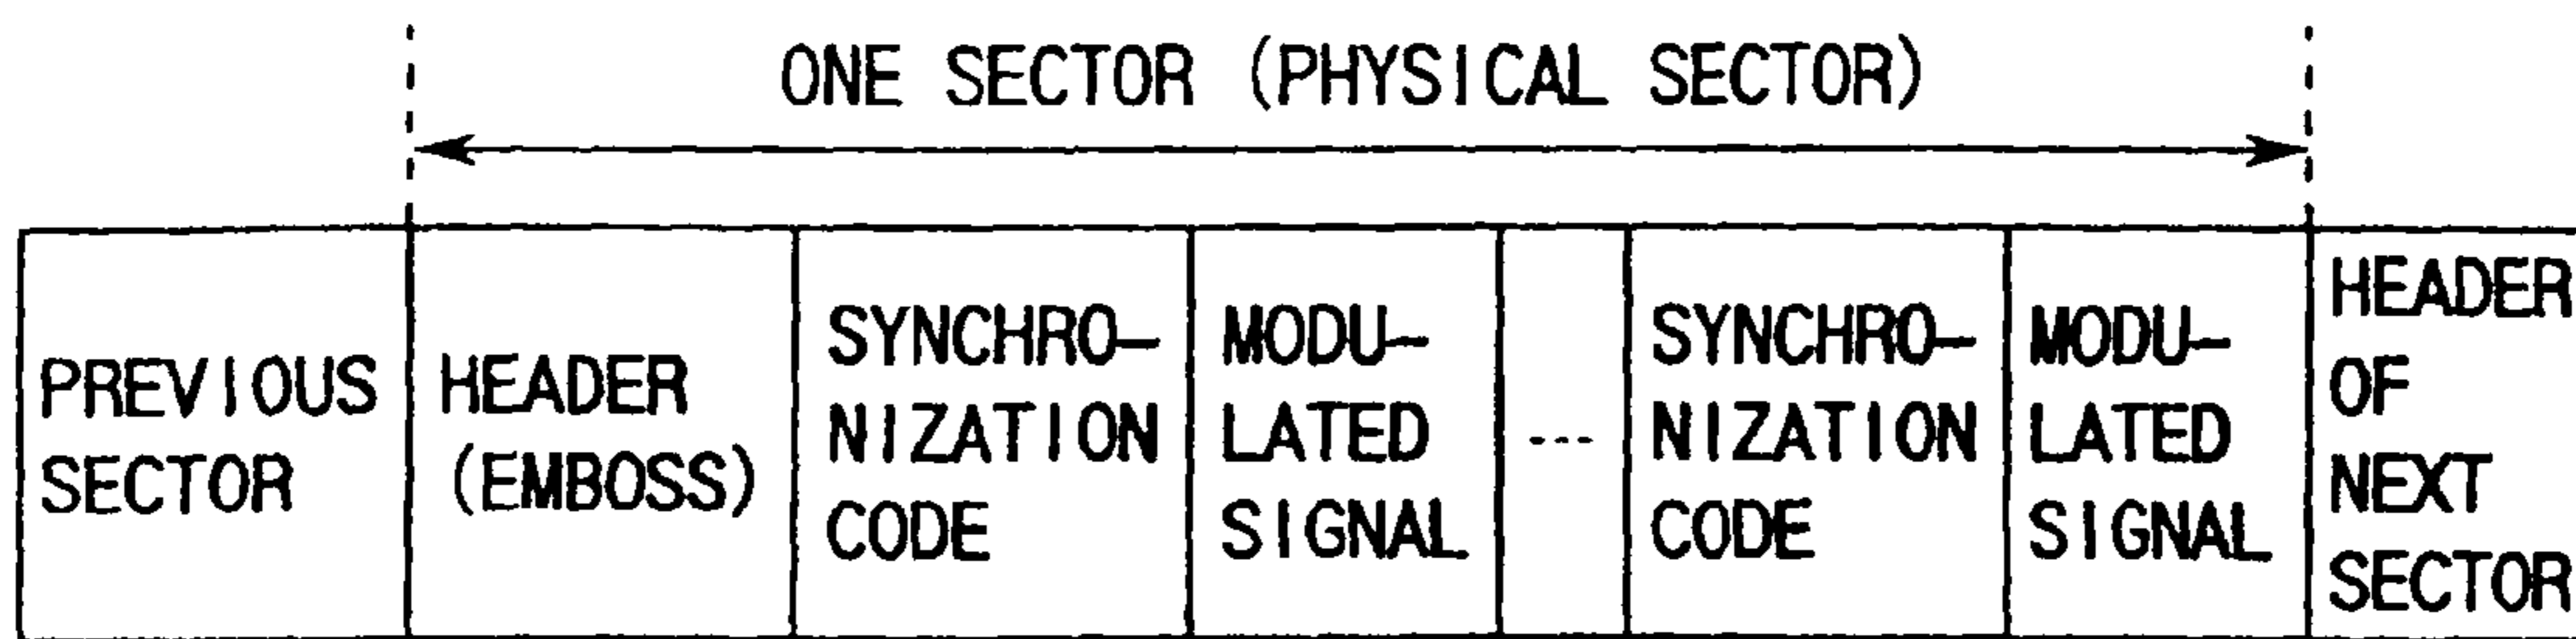 ONE SECTOR (PHYSICAL SECTOR)
PREVIOUS
SECTOR
HEADER
(EMBOSS)
SYNCHRO-
NIZATION
CODE
MODU-
LATED
SIGNAL
---
SYNCHRO-
NIZATION
CODE
MODU-
LATED
SIGNAL
HEADER
OF
NEXT
SECTOR